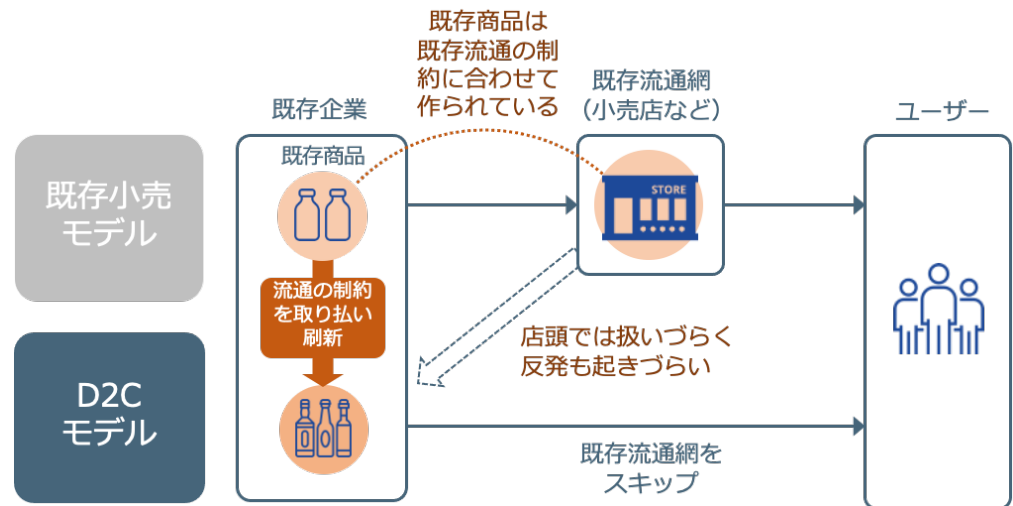 既存商品は
既存流通の制
約に合わせて
作られている
既存企業
既存流通網
（小売店など）
ユーザー
既存小売
モデル
既存商品
STORE
流通の制約
を取り払い
刷新
店頭では扱いづらく
反発も起きづらい
D2C
モデル
既存流通網を
スキップ